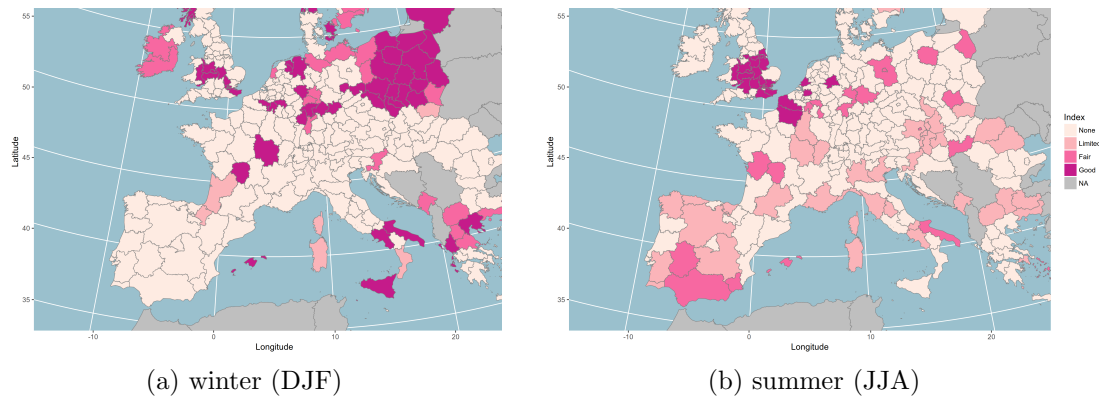 55
50
45
40
35
Latitude
-10
0
10
20
Longitude
(a) winter (DJF)
55
50
45
40
35
Latitude
-10
0
10
20
Longitude
Index
None
Limited
Fair
Good
NA
(b) summer (JJA)